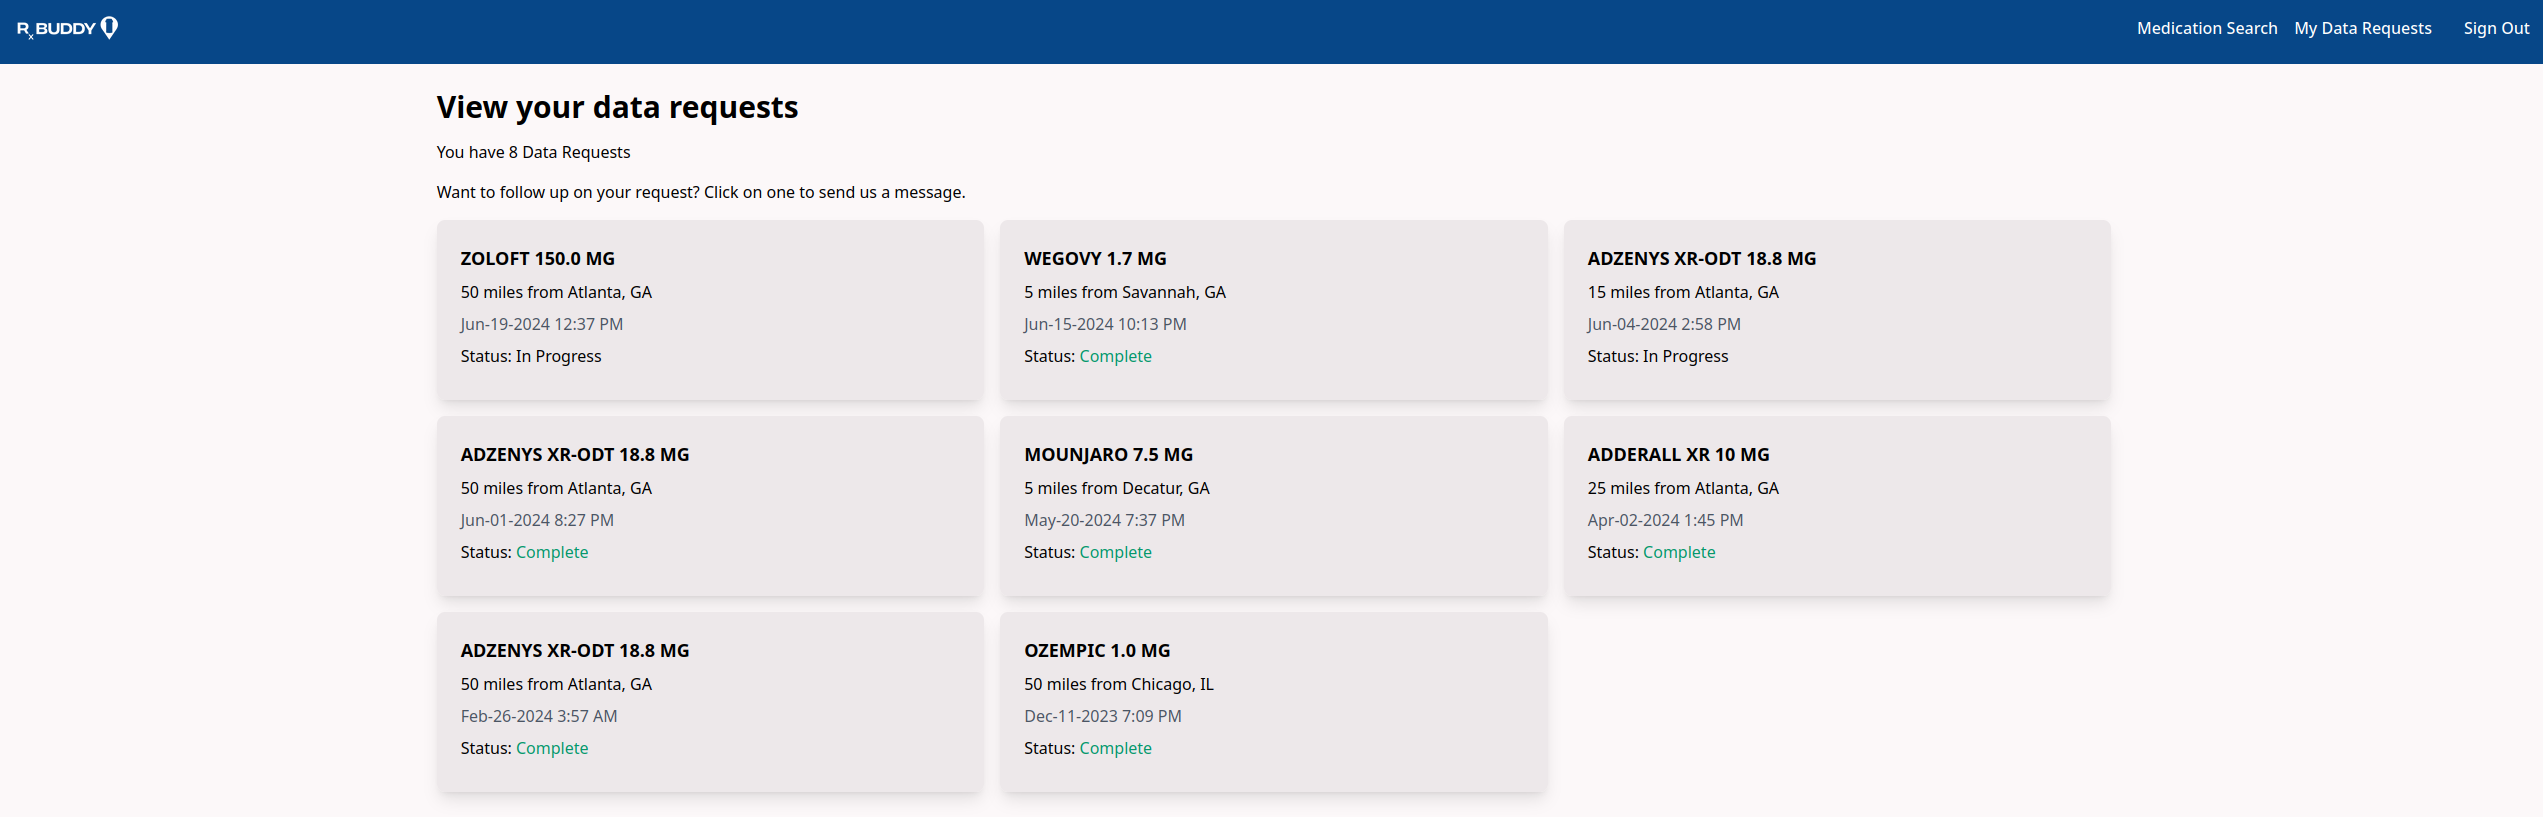 RxBUDDY
Medication Search My Data Requests Sign Out
View your data requests
You have 8 Data Requests
Want to follow up on your request? Click on one to send us a message.
ZOLOFT 150.0 MG
50 miles from Atlanta, GA
Jun-19-2024 12:37 PM
Status: In Progress
WEGOVY 1.7 MG
5 miles from Savannah, GA
Jun-15-2024 10:13 PM
Status: Complete
ADZENYS XR-ODT 18.8 MG
15 miles from Atlanta, GA
Jun-04-2024 2:58 PM
Status: In Progress
ADZENYS XR-ODT 18.8 MG
50 miles from Atlanta, GA
Jun-01-2024 8:27 PM
Status: Complete
MOUNJARO 7.5 MG
5 miles from Decatur, GA
May-20-2024 7:37 PM
Status: Complete
ADDERALL XR 10 MG
25 miles from Atlanta, GA
Apr-02-2024 1:45 PM
Status: Complete
ADZENYS XR-ODT 18.8 MG
50 miles from Atlanta, GA
Feb-26-2024 3:57 AM
Status: Complete
OZEMPIC 1.0 MG
50 miles from Chicago, IL
Dec-11-2023 7:09 PM
Status: Complete